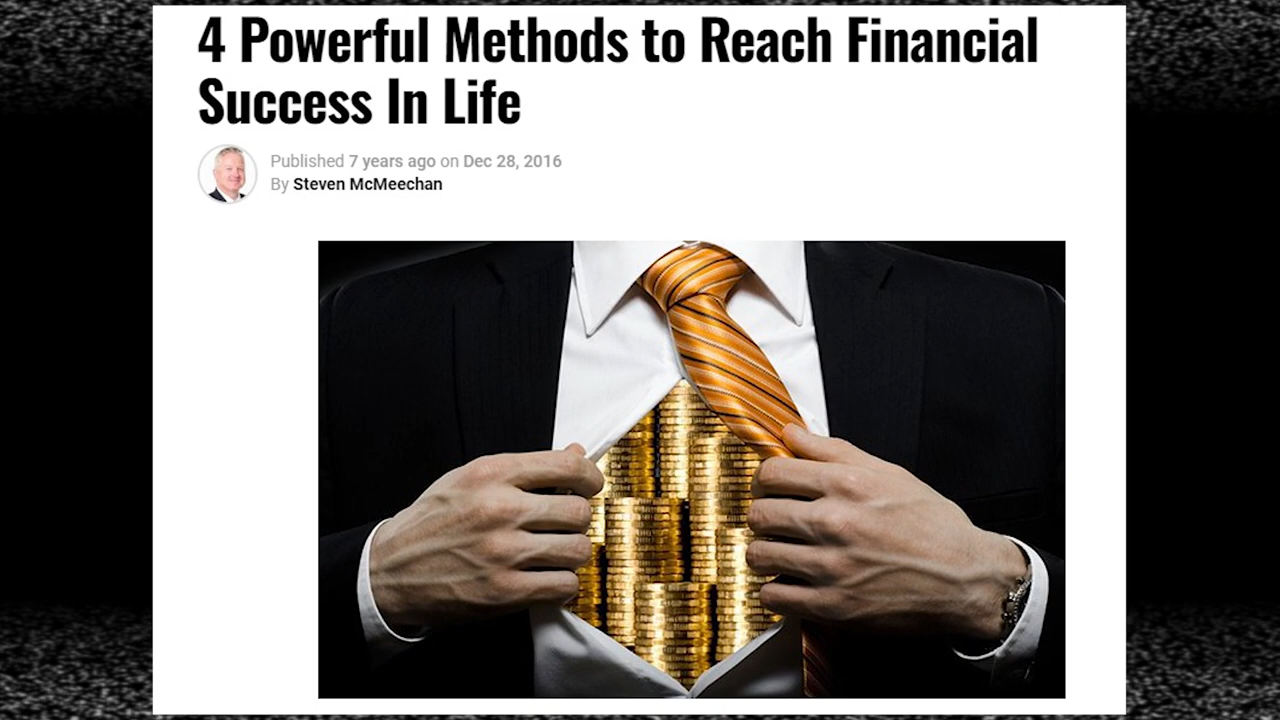 4 Powerful Methods to Reach Financial
Success In Life
Published 7 years ago on Dec 28, 2016
By Steven McMeechan